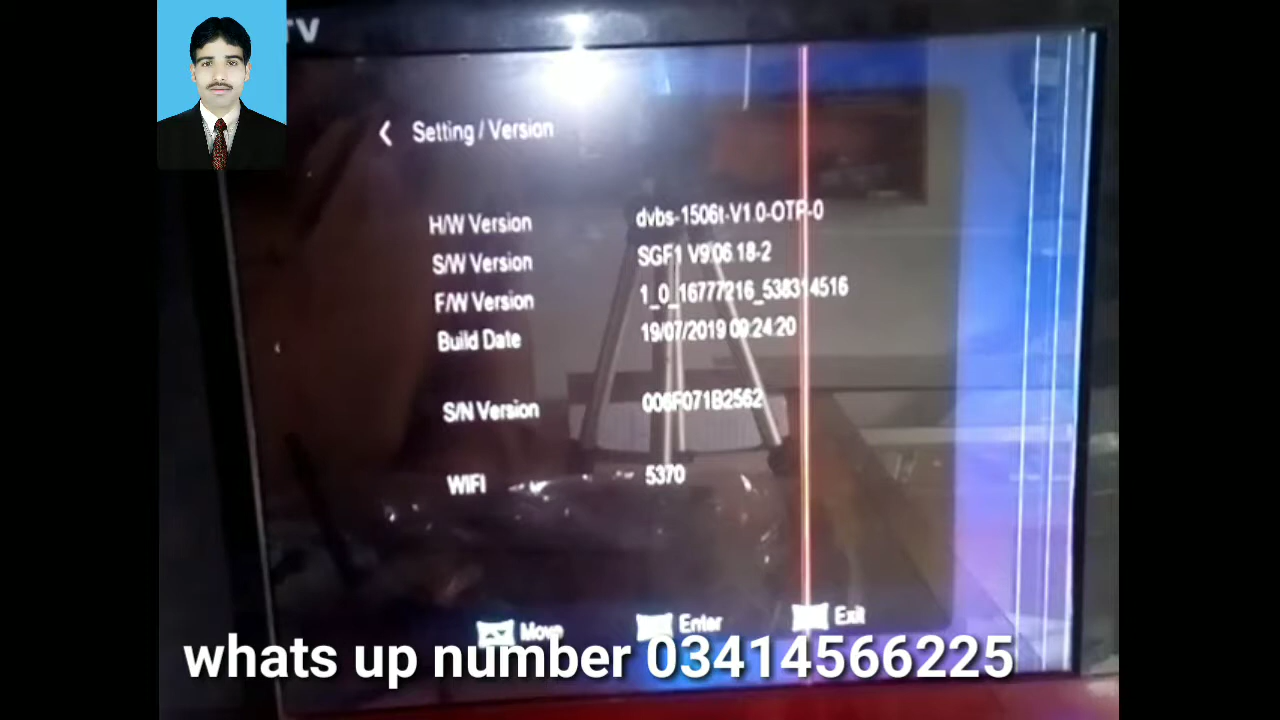 TV
Setting / Version
H/W Version dvbs-1506t-V1.0-OTP-0
S/W Version SGF1 V9.06.18-2
F/W Version 1_0_16777216_538314516
Build Date 19/07/2019 09:24:20
S/N Version 006F071B2562
WIFI 5370
Move Enter Exit
whats up number 03414566225